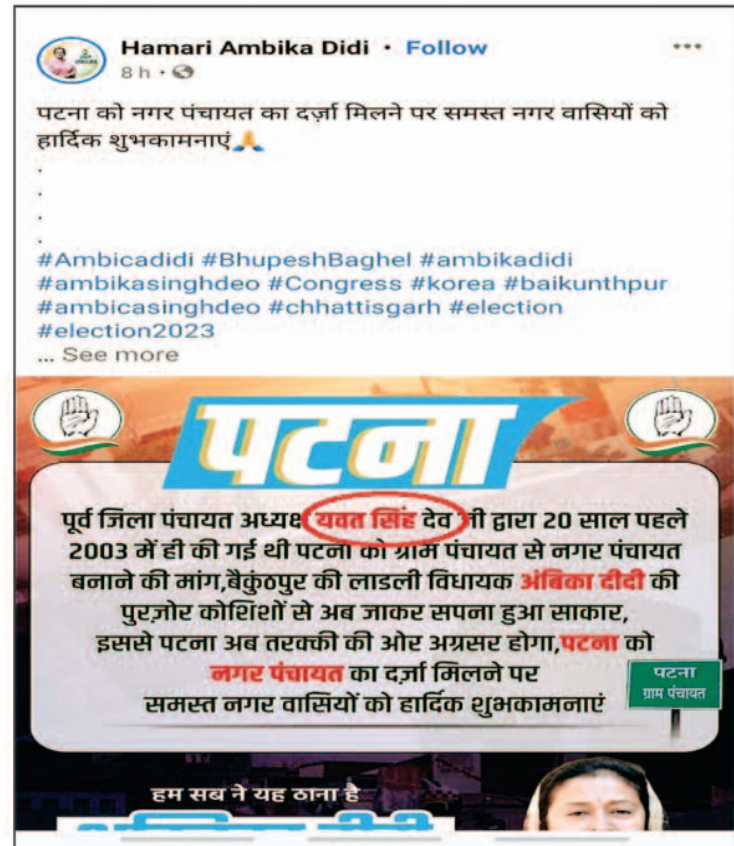 Hamari Ambika Didi · Follow
8 h ·
पटना को नगर पंचायत का दर्ज़ा मिलने पर समस्त नगर वासियों को
हार्दिक शुभकामनाएं🙏
.
.
.
.
#Ambicadidi #BhupeshBaghel #ambikadidi
#ambikasinghdeo #Congress #korea #baikunthpur
#ambicasinghdeo #chhattisgarh #election
#election2023
... See more
पटना
पूर्व जिला पंचायत अध्यक्ष यवत सिंह देव जी द्वारा 20 साल पहले
2003 में ही की गई थी पटना को ग्राम पंचायत से नगर पंचायत
बनाने की मांग,बैकुंठपुर की लाडली विधायक अंबिका दीदी की
पुरज़ोर कोशिशों से अब जाकर सपना हुआ साकार,
इससे पटना अब तरक्की की ओर अग्रसर होगा,पटना को
नगर पंचायत का दर्ज़ा मिलने पर
समस्त नगर वासियों को हार्दिक शुभकामनाएं
पटना
ग्राम पंचायत
हम सब ने यह ठाना है